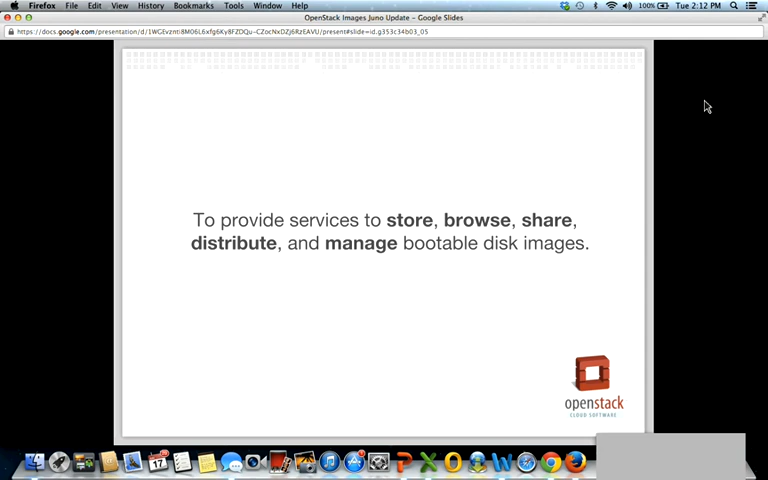 Firefox File Edit View History Bookmarks Tools Window Help 100% Tue 2:12 PM
OpenStack Images Juno Update - Google Slides
To provide services to store, browse, share,
distribute, and manage bootable disk images.
openstack
CLOUD SOFTWARE
17